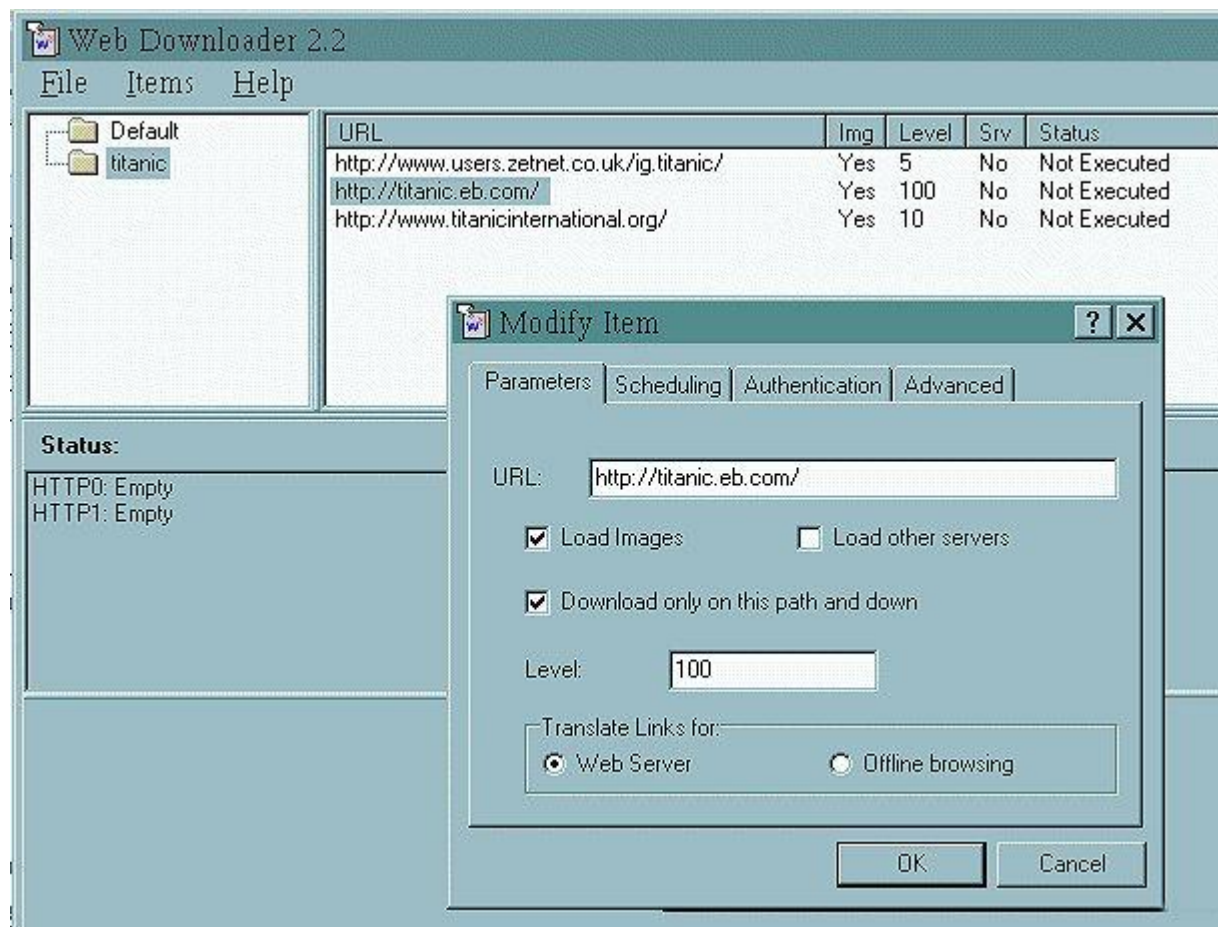 Web Downloader 2.2
File Items Help
Default
titanic
URL Img Level Srv Status
http://www.users.zetnet.co.uk/ig.titanic/ Yes 5 No Not Executed
http://titanic.eb.com/ Yes 100 No Not Executed
http://www.titanicinternational.org/ Yes 10 No Not Executed
Modify Item
Parameters Scheduling Authentication Advanced
URL: http://titanic.eb.com/
Load Images Load other servers
Download only on this path and down
Level: 100
Translate Links for:
Web Server Offline browsing
OK Cancel
Status:
HTTP0: Empty
HTTP1: Empty